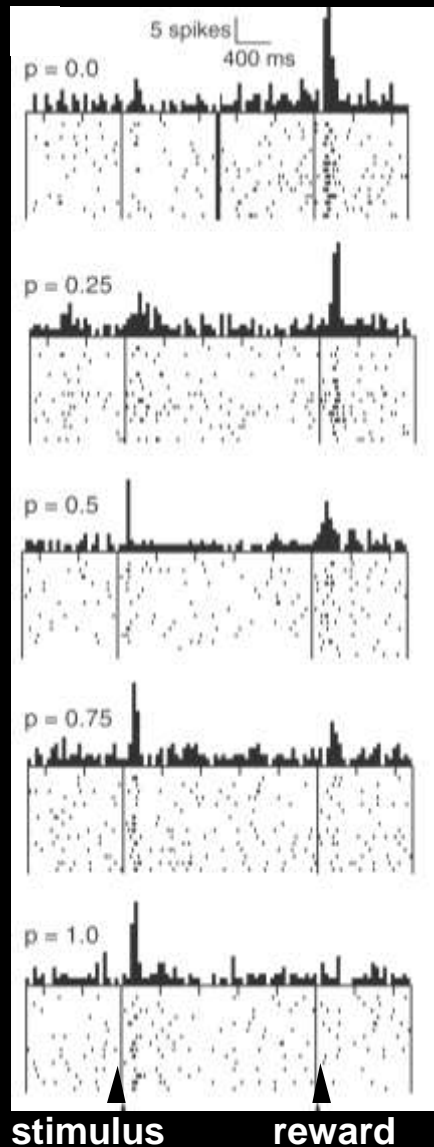 5 spikes
400 ms
p = 0.0
p = 0.25
p = 0.5
p = 0.75
p = 1.0
stimulus reward